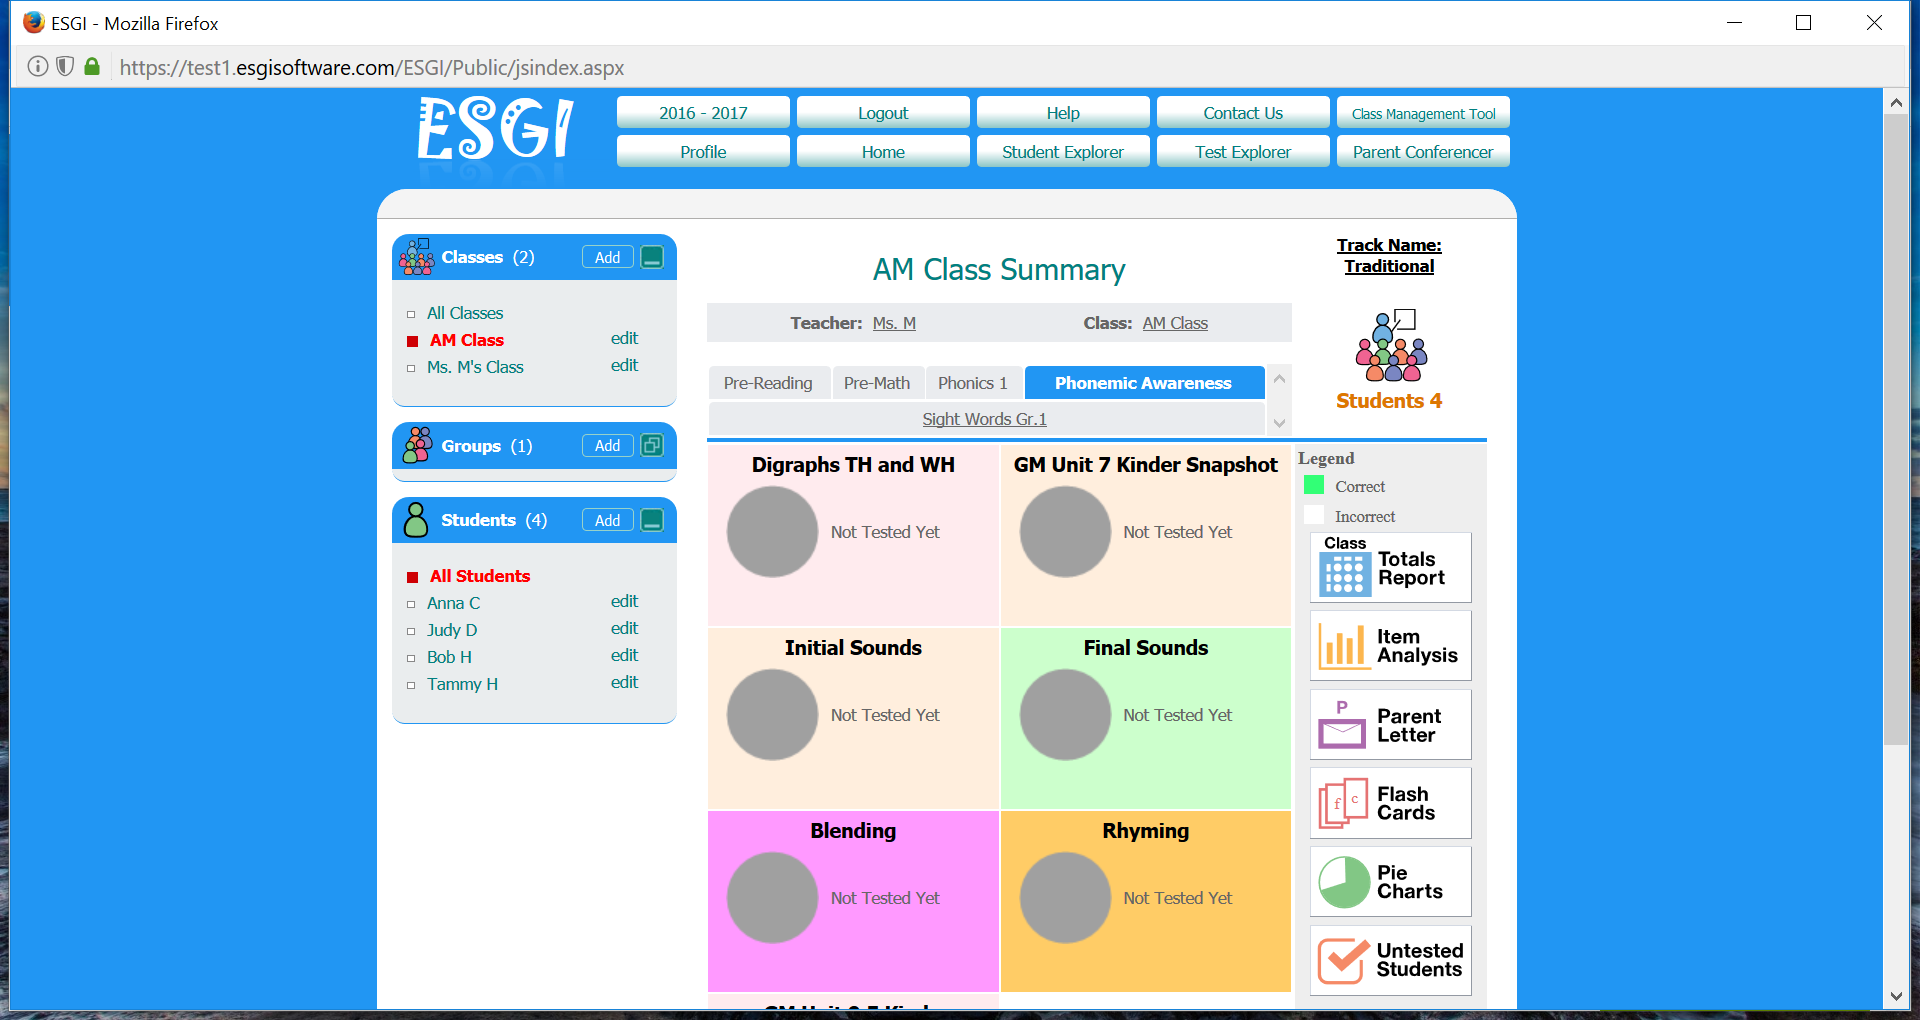 ESGI - Mozilla Firefox
https://test1.esgisoftware.com/ESGI/Public/jsindex.aspx
ESGI
2016 - 2017
Logout
Help
Contact Us
Class Management Tool
Profile
Home
Student Explorer
Test Explorer
Parent Conferencer
Classes (2)
Add
All Classes
AM Class
edit
Ms. M's Class
edit
Groups (1)
Add
Students (4)
Add
All Students
Anna C
edit
Judy D
edit
Bob H
edit
Tammy H
edit
AM Class Summary
Teacher: Ms. M
Class: AM Class
Pre-Reading
Pre-Math
Phonics 1
Phonemic Awareness
Sight Words Gr.1
Track Name:
Traditional
Students 4
Digraphs TH and WH
Not Tested Yet
GM Unit 7 Kinder Snapshot
Not Tested Yet
Initial Sounds
Not Tested Yet
Final Sounds
Not Tested Yet
Blending
Not Tested Yet
Rhyming
Not Tested Yet
Legend
Correct
Incorrect
Class
Totals
Report
Item
Analysis
P
Parent
Letter
f c
Flash
Cards
Pie
Charts
Untested
Students